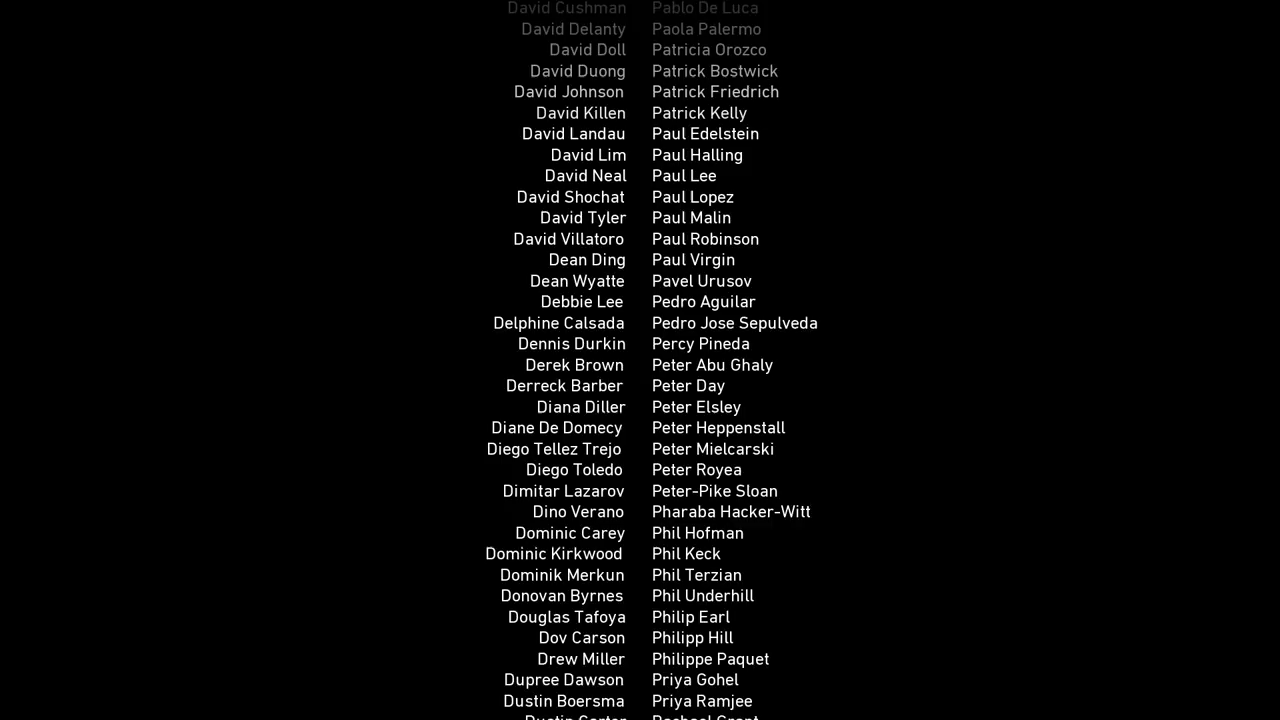 David Cushman Pablo De Luca
David Delanty Paola Palermo
David Doll Patricia Orozco
David Duong Patrick Bostwick
David Johnson Patrick Friedrich
David Killen Patrick Kelly
David Landau Paul Edelstein
David Lim Paul Halling
David Neal Paul Lee
David Shochat Paul Lopez
David Tyler Paul Malin
David Villatoro Paul Robinson
Dean Ding Paul Virgin
Dean Wyatte Pavel Urusov
Debbie Lee Pedro Aguilar
Delphine Calsada Pedro Jose Sepulveda
Dennis Durkin Percy Pineda
Derek Brown Peter Abu Ghaly
Derreck Barber Peter Day
Diana Diller Peter Elsley
Diane De Domecy Peter Heppenstall
Diego Tellez Trejo Peter Mielcarski
Diego Toledo Peter Royea
Dimitar Lazarov Peter-Pike Sloan
Dino Verano Pharaba Hacker-Witt
Dominic Carey Phil Hofman
Dominic Kirkwood Phil Keck
Dominik Merkun Phil Terzian
Donovan Byrnes Phil Underhill
Douglas Tafoya Philip Earl
Dov Carson Philipp Hill
Drew Miller Philippe Paquet
Dupree Dawson Priya Gohel
Dustin Boersma Priya Ramjee